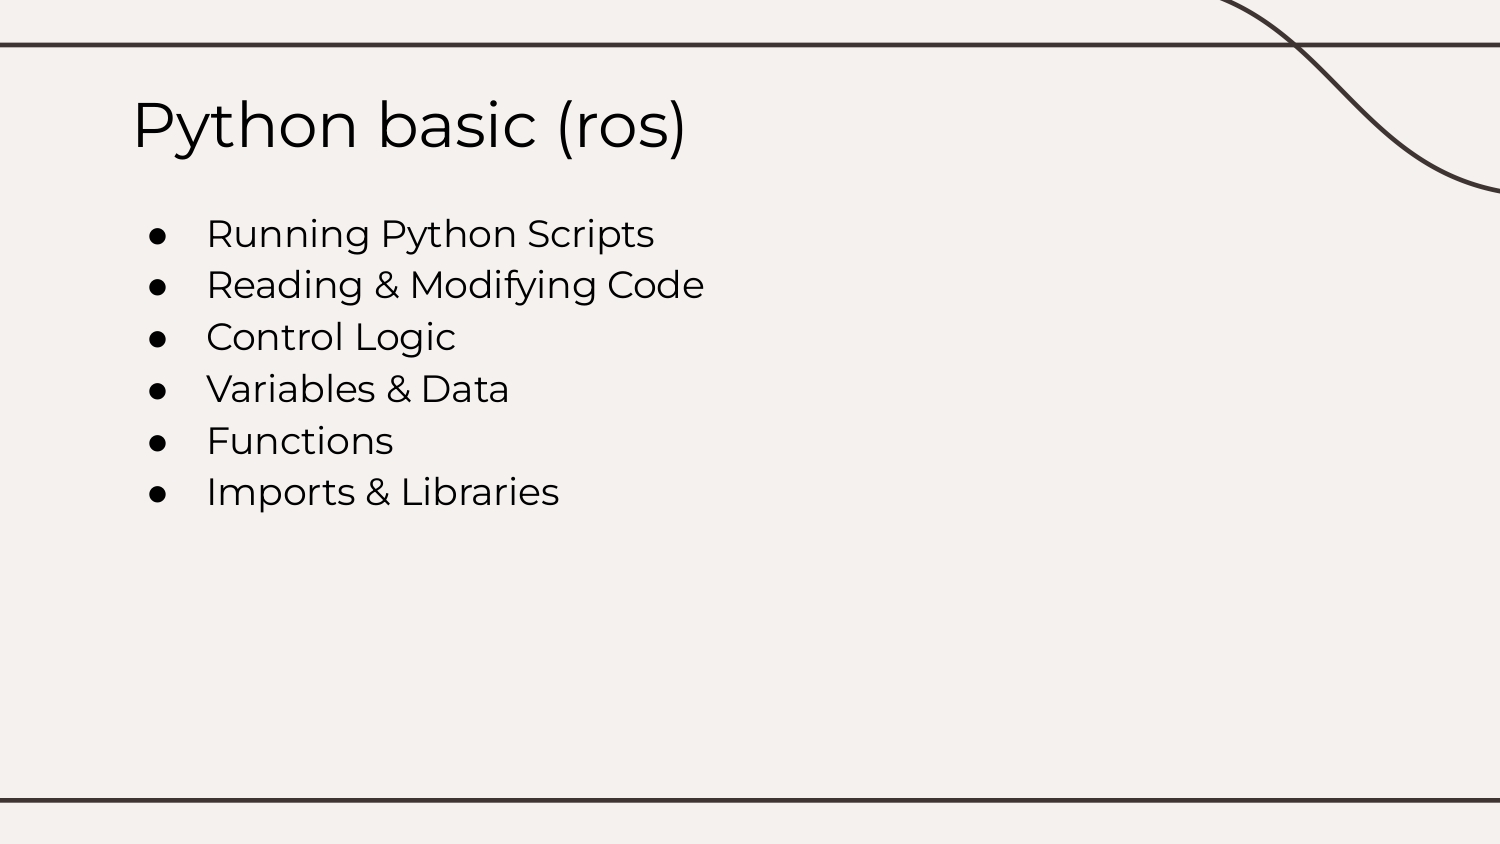 Python basic (ros)
● Running Python Scripts
● Reading & Modifying Code
● Control Logic
● Variables & Data
● Functions
● Imports & Libraries